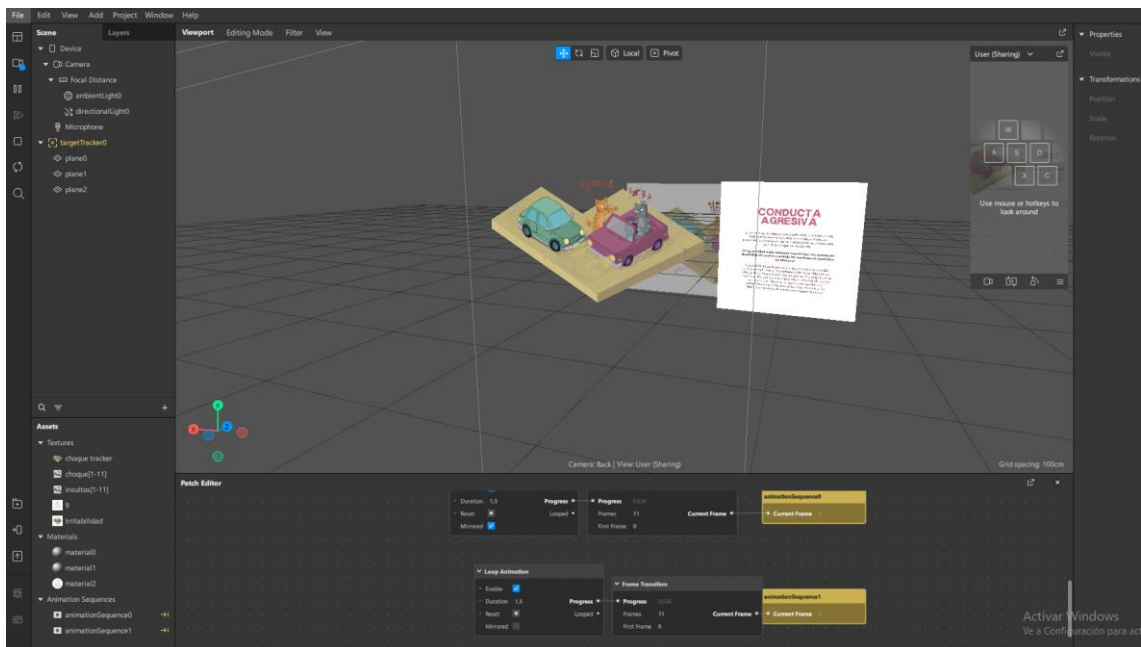 File Edit View Add Project Window Help
Scene Layers
Device
Camera
Focal Distance
ambientLight0
directionalLight0
Microphone
targetTracker0
plane0
plane1
plane2
Viewport Editing Mode Filter View
Local Pivot
CONDUCTA
AGRESIVA
Camera: Back | View: User (Sharing)
Grid spacing: 100cm
User (Sharing)
W
A S D
X C
Use mouse or hotkeys to
look around
Properties
Visible
Transformations
Position
Scale
Rotation
Assets
Textures
choque tracker
choque[1-11]
insultos[1-11]
9
Irritabilidad
Materials
material0
material1
material2
Animation Sequences
animationSequence0
animationSequence1
Patch Editor
Duration 1,3 Progress
Reset Looped
Mirrored
Progress
Frames 11 Current Frame
First Frame 0
animationSequence0
Current Frame
Loop Animation
Enable
Duration 1,3 Progress
Reset Looped
Mirrored
Frame Transition
Progress
Frames 11 Current Frame
First Frame 0
animationSequence1
Current Frame
Activar Windows
Ve a Configuración para act